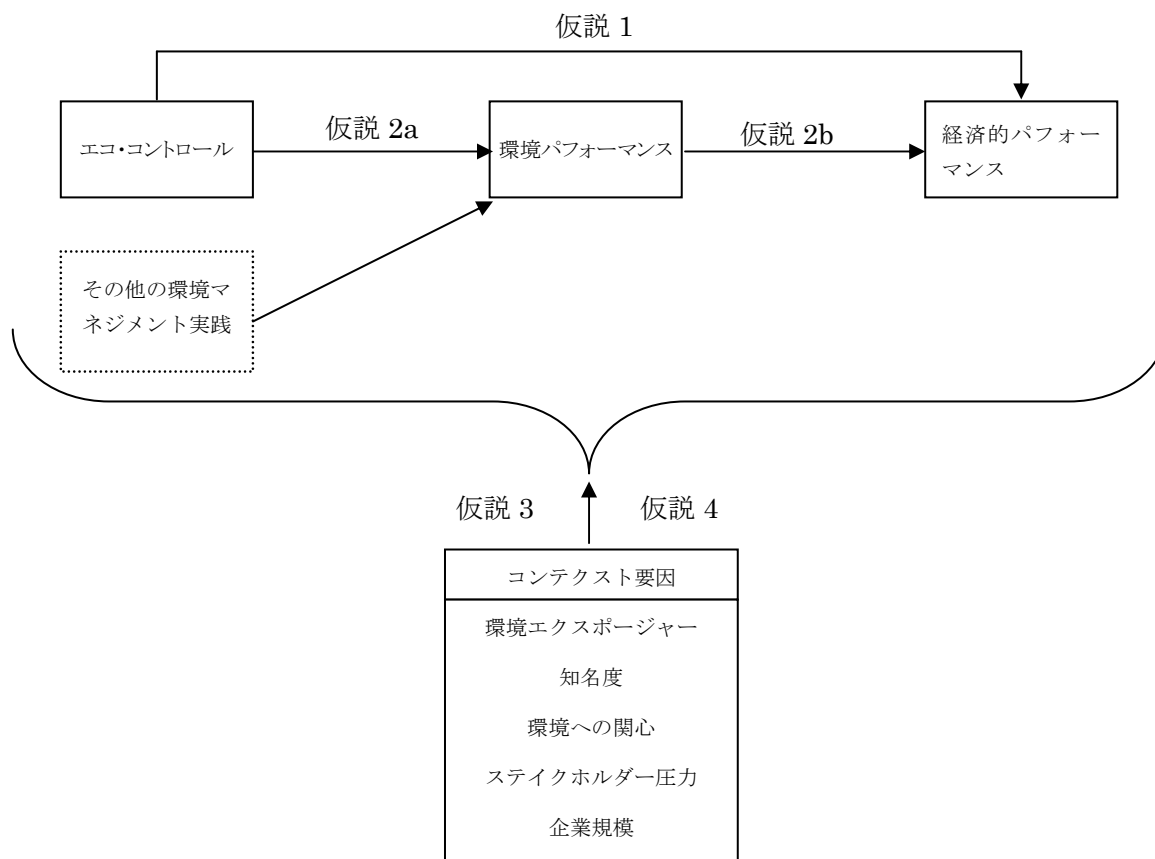 仮説 1
仮説 2a
仮説 2b
エコ・コントロール
環境パフォーマンス
経済的パフォー
マンス
その他の環境マ
ネジメント実践
仮説 3
仮説 4
コンテクスト要因
環境エクスポージャー
知名度
環境への関心
ステイクホルダー圧力
企業規模